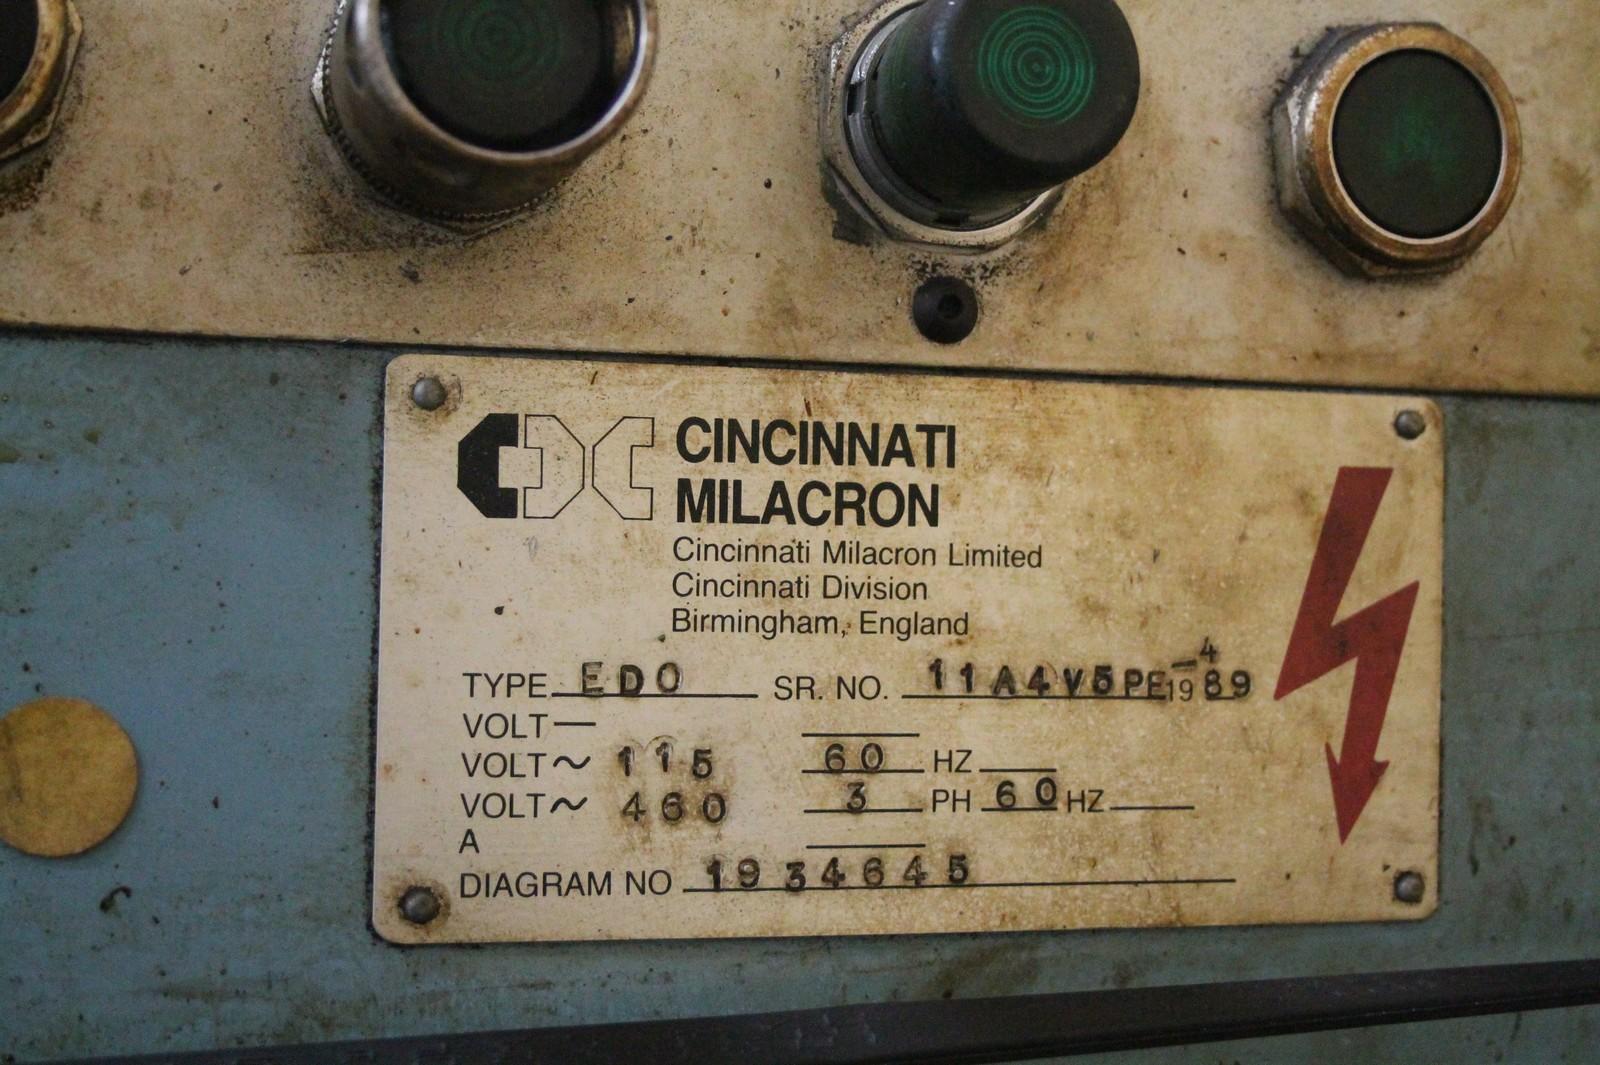 CINCINNATI
MILACRON
Cincinnati Milacron Limited
Cincinnati Division
Birmingham, England
TYPE EDO SR. NO. 11A4V5PE-4 1989
VOLT —
VOLT ~ 115 60 HZ
VOLT ~ 460 3 PH 60 HZ
A
DIAGRAM NO 1934645